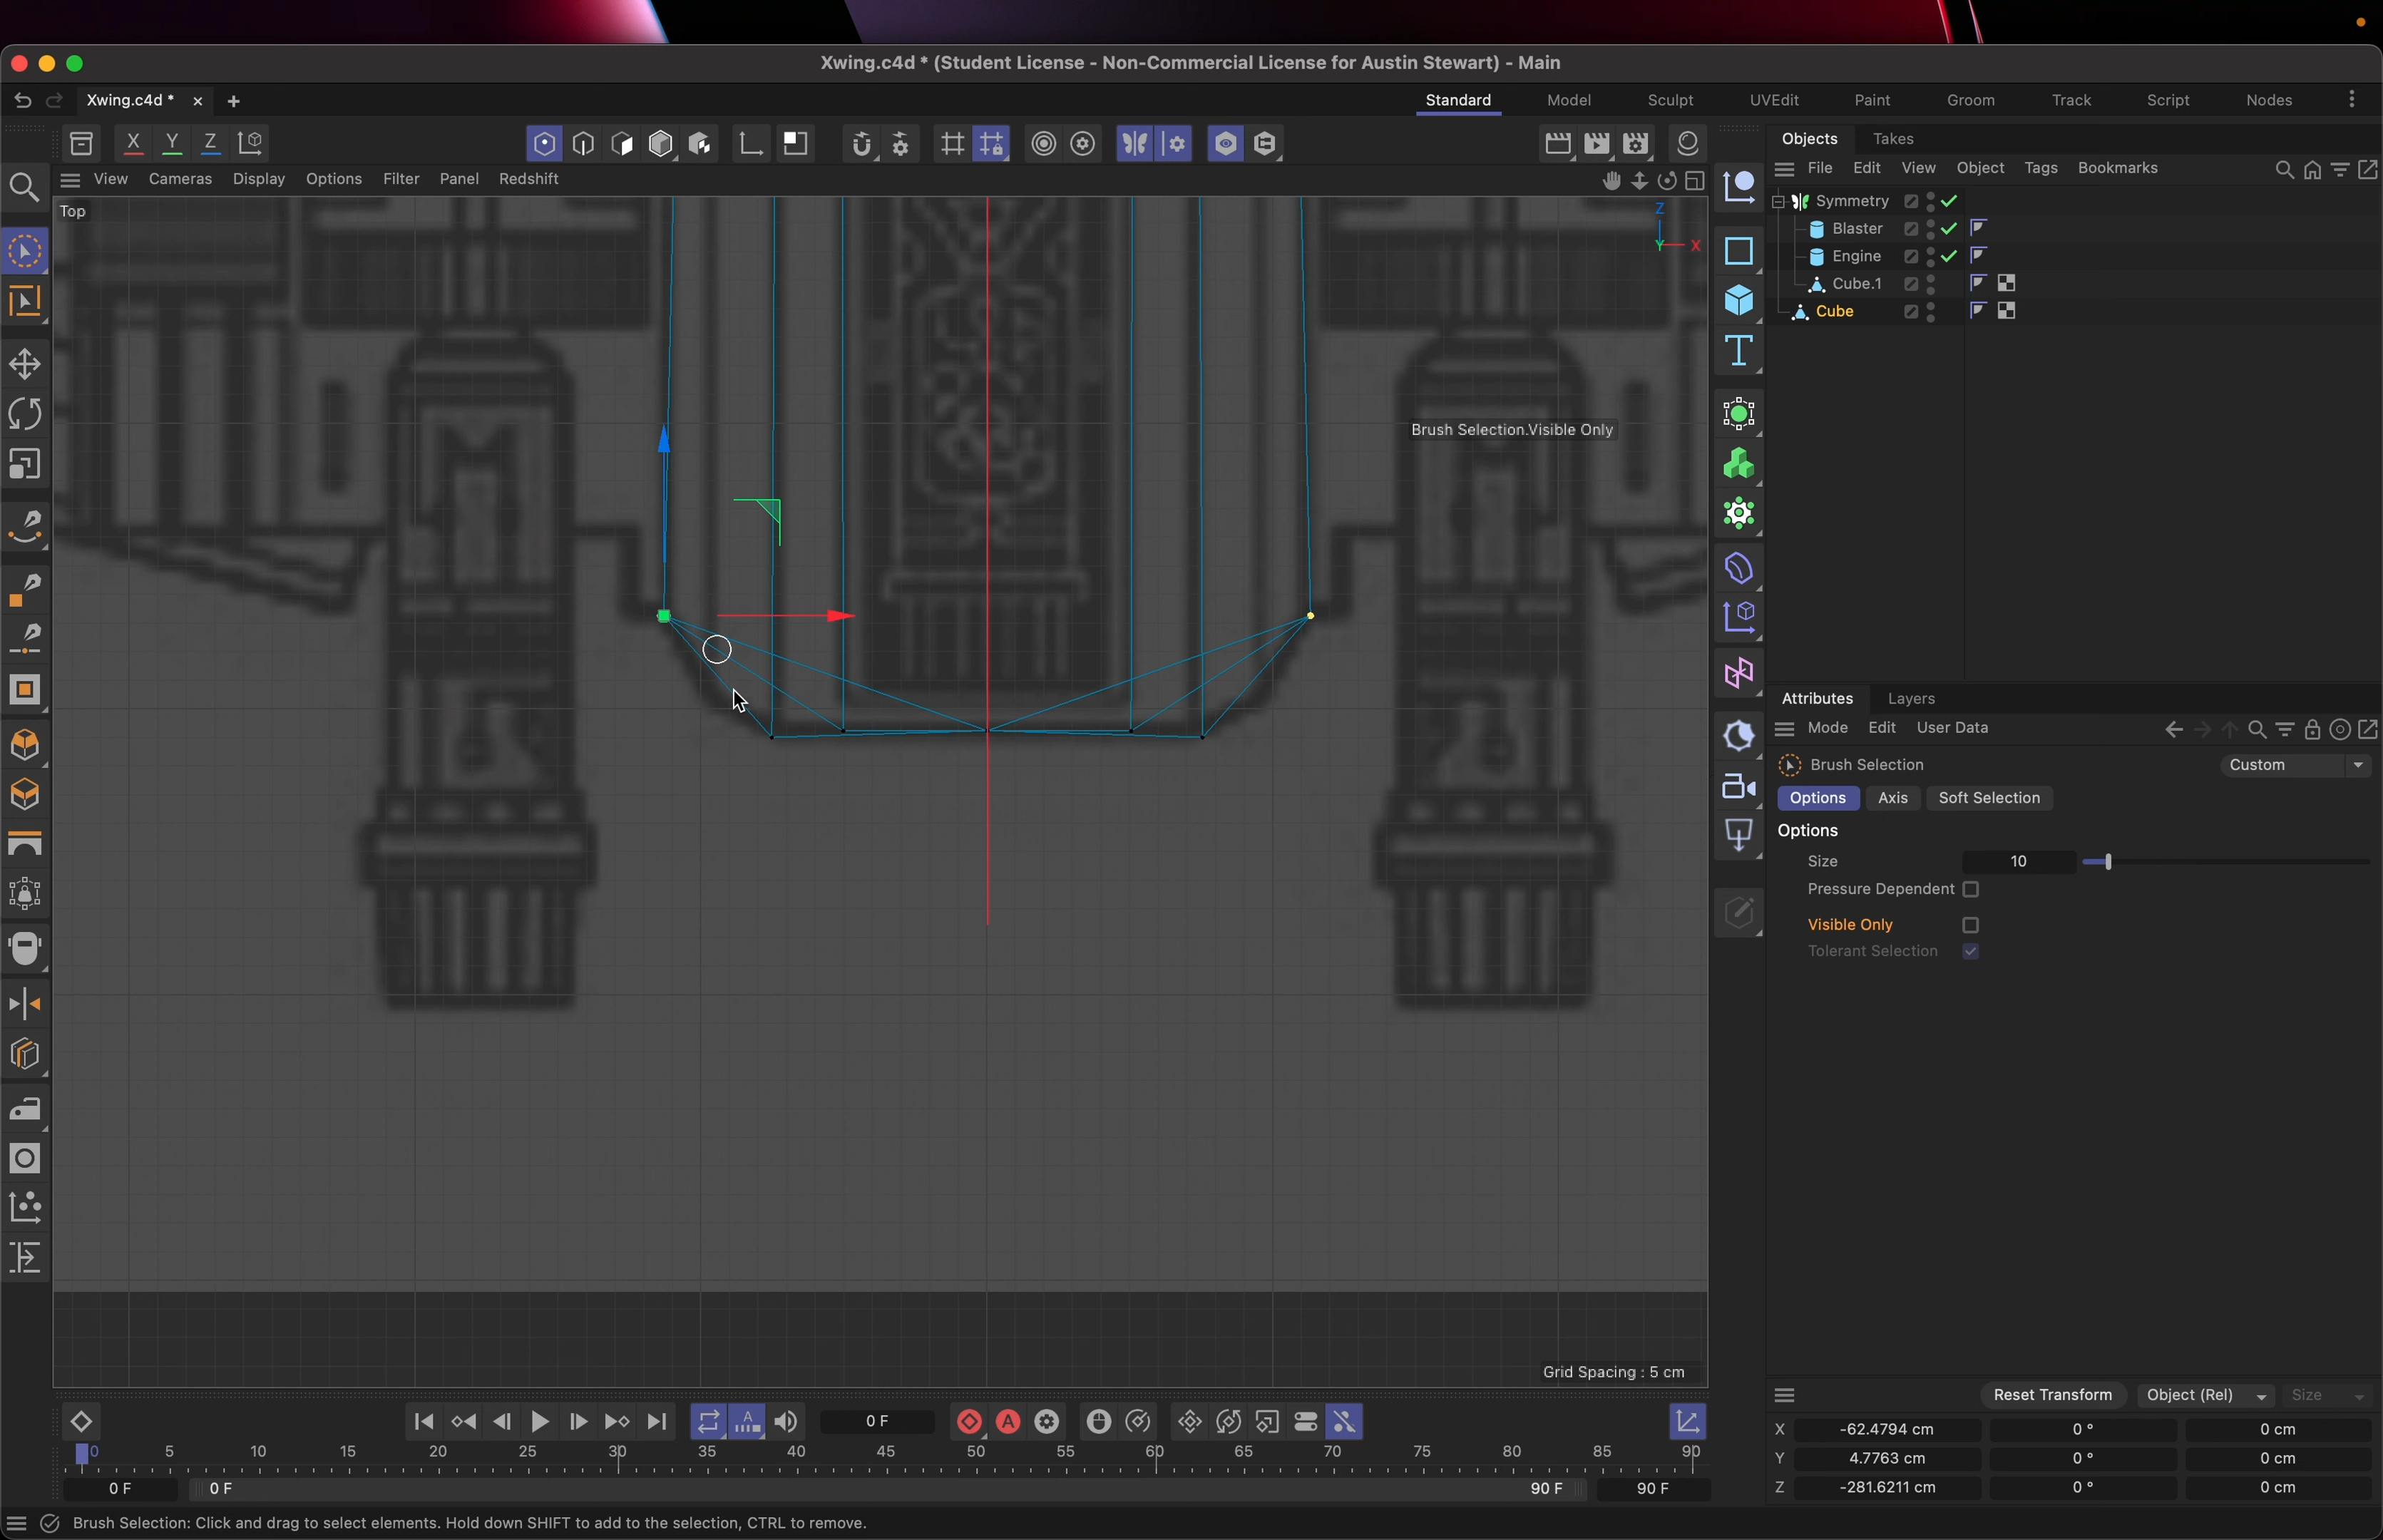 Xwing.c4d * (Student License - Non-Commercial License for Austin Stewart) - Main
Xwing.c4d *
Standard
Model
Sculpt
UVEdit
Paint
Groom
Track
Script
Nodes
X
Y
Z
View
Cameras
Display
Options
Filter
Panel
Redshift
Top
Z
Y
X
Brush Selection.Visible Only
Grid Spacing : 5 cm
Objects
Takes
File
Edit
View
Object
Tags
Bookmarks
Symmetry
Blaster
Engine
Cube.1
Cube
Attributes
Layers
Mode
Edit
User Data
Brush Selection
Custom
Options
Axis
Soft Selection
Options
Size
10
Pressure Dependent
Visible Only
Tolerant Selection
Reset Transform
Object (Rel)
Size
X -62.4794 cm 0 ° 0 cm
Y 4.7763 cm 0 ° 0 cm
Z -281.6211 cm 0 ° 0 cm
0 F
0 5 10 15 20 25 30 35 40 45 50 55 60 65 70 75 80 85 90
0 F
0 F
90 F
90 F
Brush Selection: Click and drag to select elements. Hold down SHIFT to add to the selection, CTRL to remove.